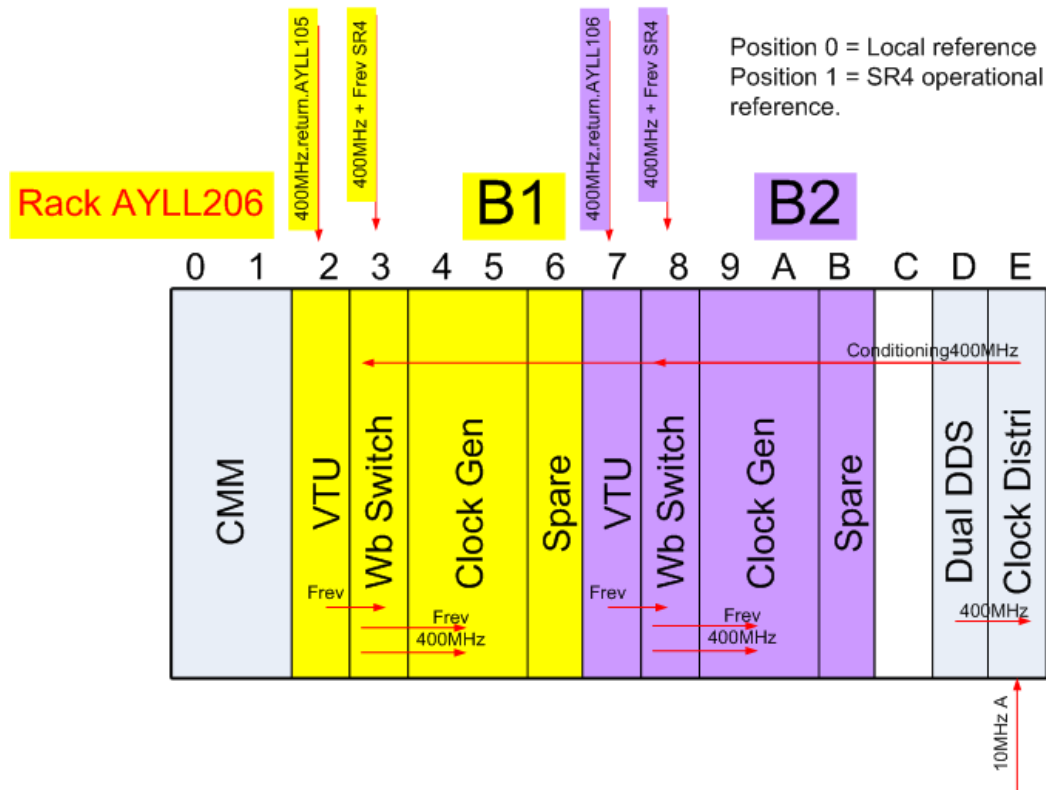 400MHz.return.AYLL105
400MHz + Frev SR4
400MHz.return.AYLL106
400MHz + Frev SR4
Position 0 = Local reference
Position 1 = SR4 operational
reference.
Rack AYLL206
B1
B2
0 1 2 3 4 5 6 7 8 9 A B C D E
Conditioning400MHz
CMM
VTU
Wb Switch
Clock Gen
Spare
VTU
Wb Switch
Clock Gen
Spare
Dual DDS
Clock Distri
Frev
Frev
400MHz
Frev
Frev
400MHz
400MHz
10MHz A